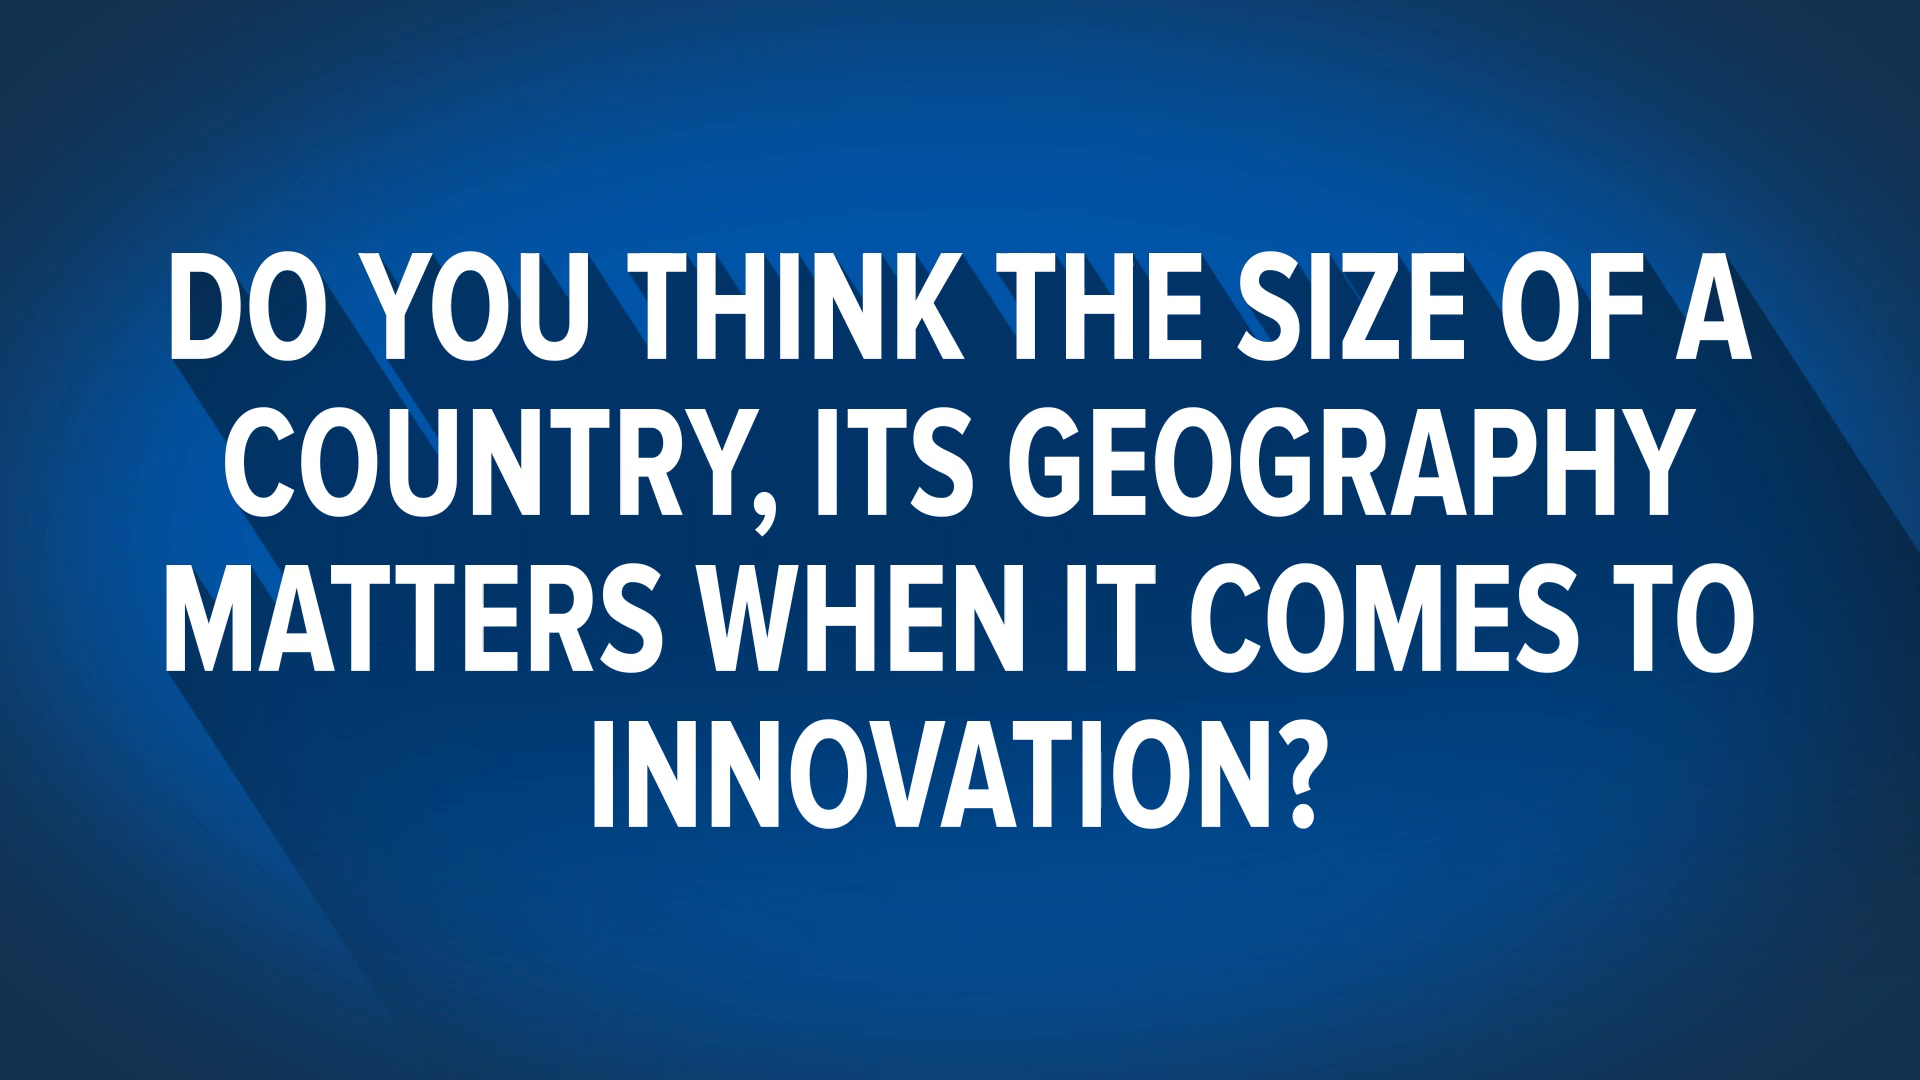 DO YOU THINK THE SIZE OF A
COUNTRY, ITS GEOGRAPHY
MATTERS WHEN IT COMES TO
INNOVATION?